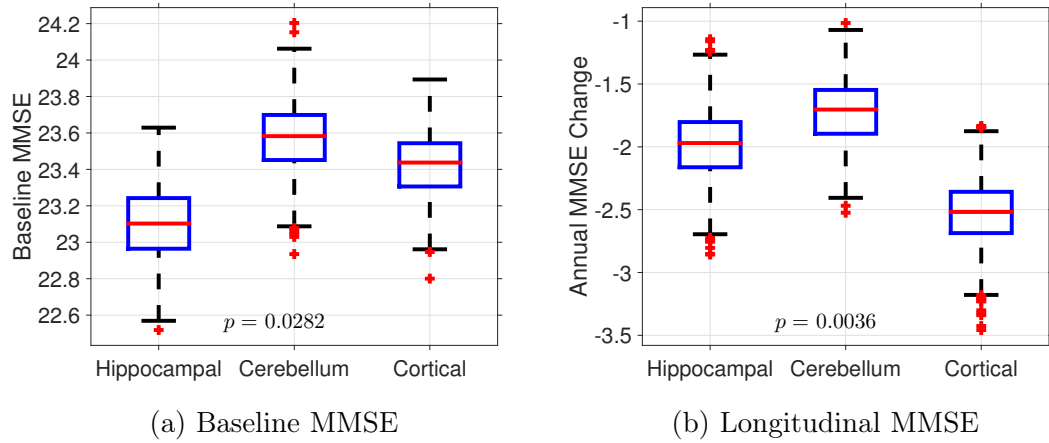 24.2
24
23.8
23.6
23.4
23.2
23
22.8
22.6
Baseline MMSE
p = 0.0282
Hippocampal Cerebellum Cortical
(a) Baseline MMSE
-1
-1.5
-2
-2.5
-3
-3.5
Annual MMSE Change
p = 0.0036
Hippocampal Cerebellum Cortical
(b) Longitudinal MMSE